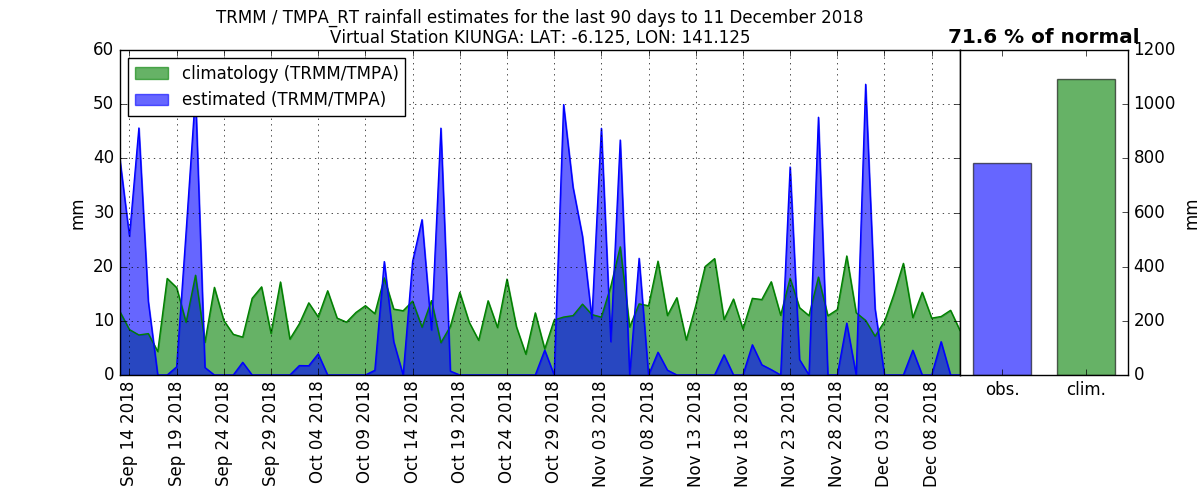 TRMM / TMPA_RT rainfall estimates for the last 90 days to 11 December 2018
Virtual Station KIUNGA: LAT: -6.125, LON: 141.125
71.6 % of normal
climatology (TRMM/TMPA)
estimated (TRMM/TMPA)
60
50
40
30
20
10
0
mm
1200
1000
800
600
400
200
0
mm
Sep 14 2018
Sep 19 2018
Sep 24 2018
Sep 29 2018
Oct 04 2018
Oct 09 2018
Oct 14 2018
Oct 19 2018
Oct 24 2018
Oct 29 2018
Nov 03 2018
Nov 08 2018
Nov 13 2018
Nov 18 2018
Nov 23 2018
Nov 28 2018
Dec 03 2018
Dec 08 2018
obs.
clim.